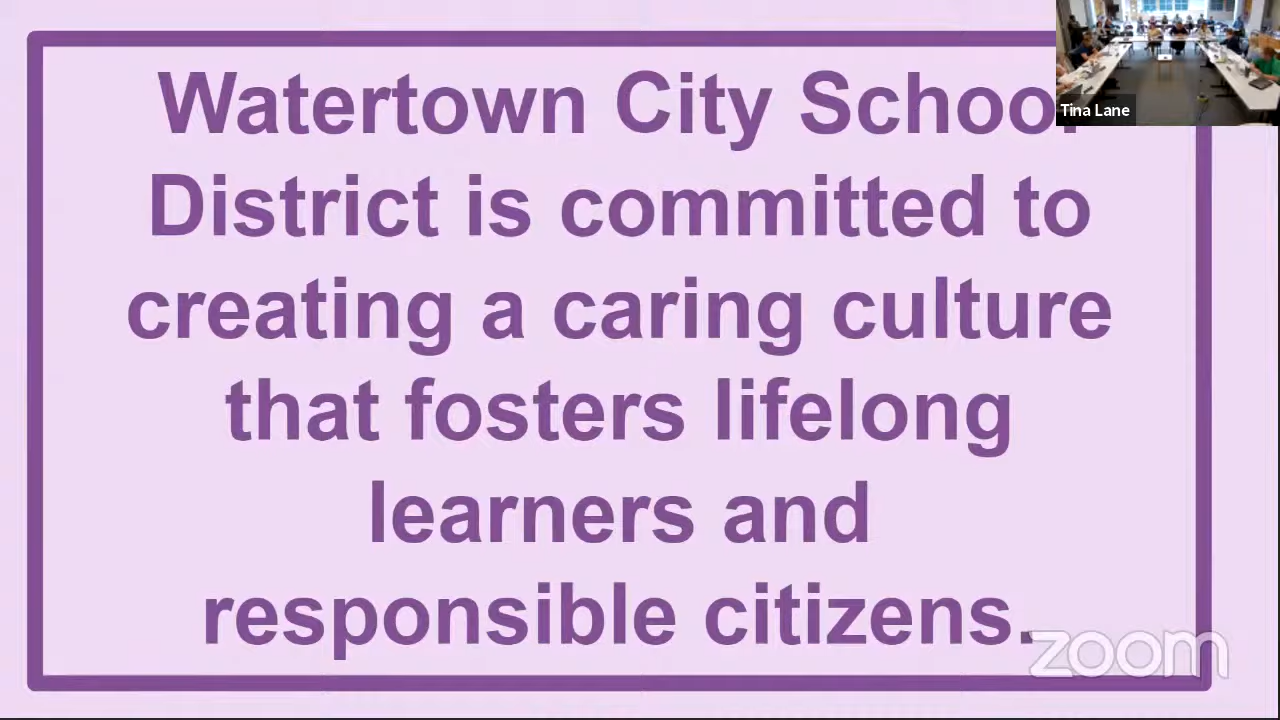 Watertown City School
District is committed to
creating a caring culture
that fosters lifelong
learners and
responsible citizens.
Tina Lane
zoom